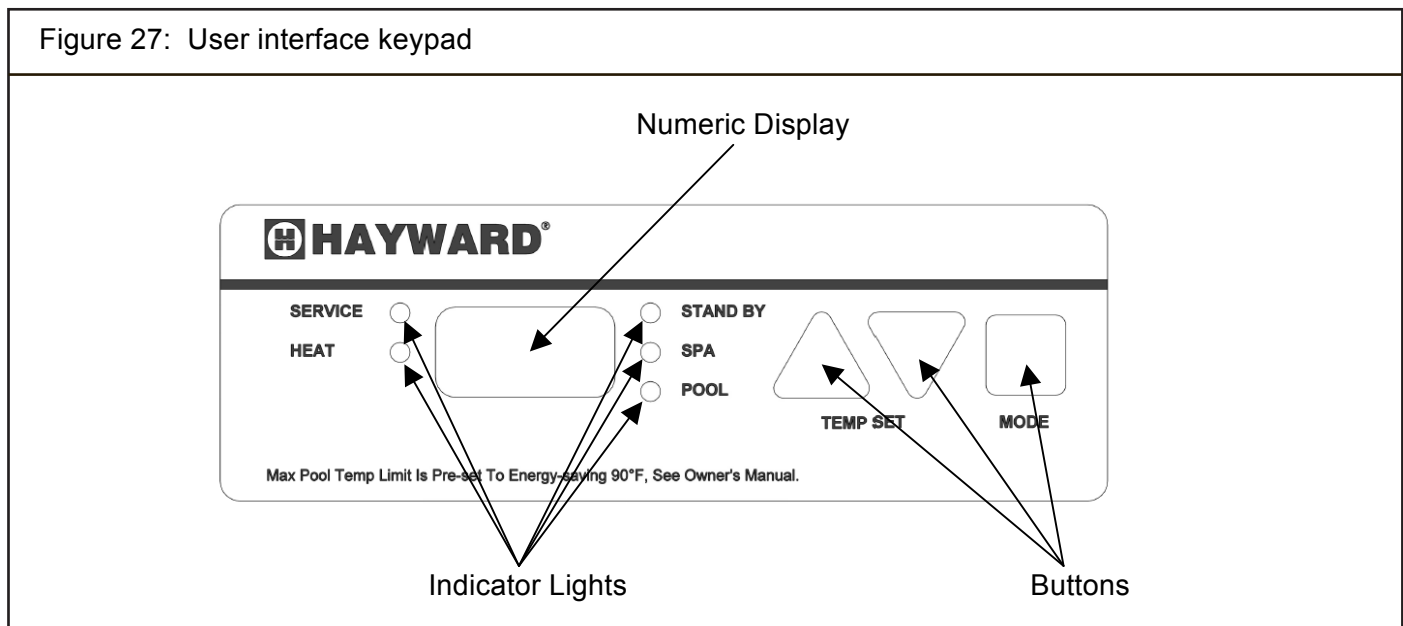 Figure 27: User interface keypad
Numeric Display
H HAYWARD®
SERVICE
STAND BY
HEAT
SPA
POOL
TEMP SET
MODE
Max Pool Temp Limit Is Pre-set To Energy-saving 90°F, See Owner's Manual.
Indicator Lights
Buttons